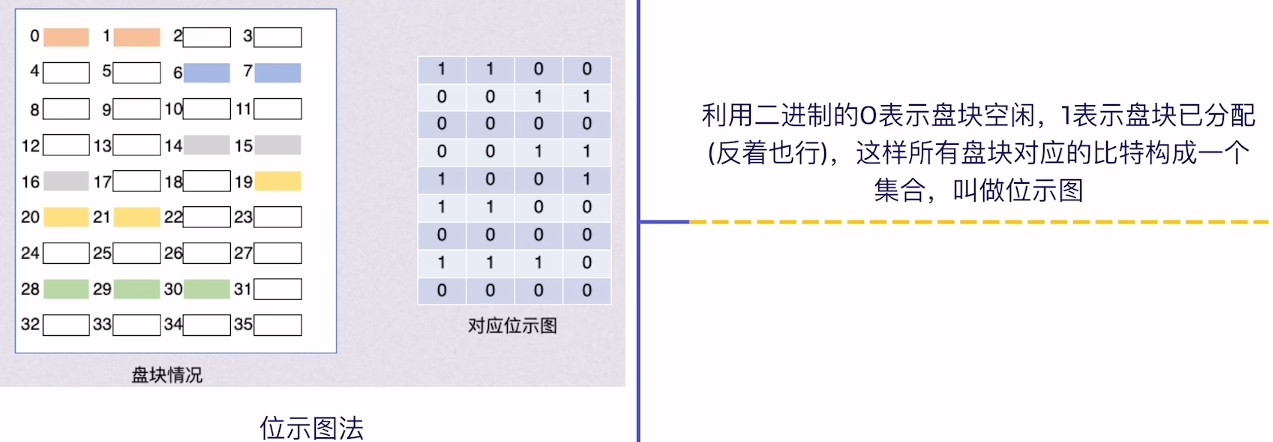 0 1 2 3
4 5 6 7
8 9 10 11
12 13 14 15
16 17 18 19
20 21 22 23
24 25 26 27
28 29 30 31
32 33 34 35
盘块情况
1 1 0 0
0 0 1 1
0 0 0 0
0 0 1 1
1 0 0 1
1 1 0 0
0 0 0 0
1 1 1 0
0 0 0 0
对应位示图
位示图法
利用二进制的0表示盘块空闲，1表示盘块已分配
(反着也行)，这样所有盘块对应的比特构成一个
集合，叫做位示图